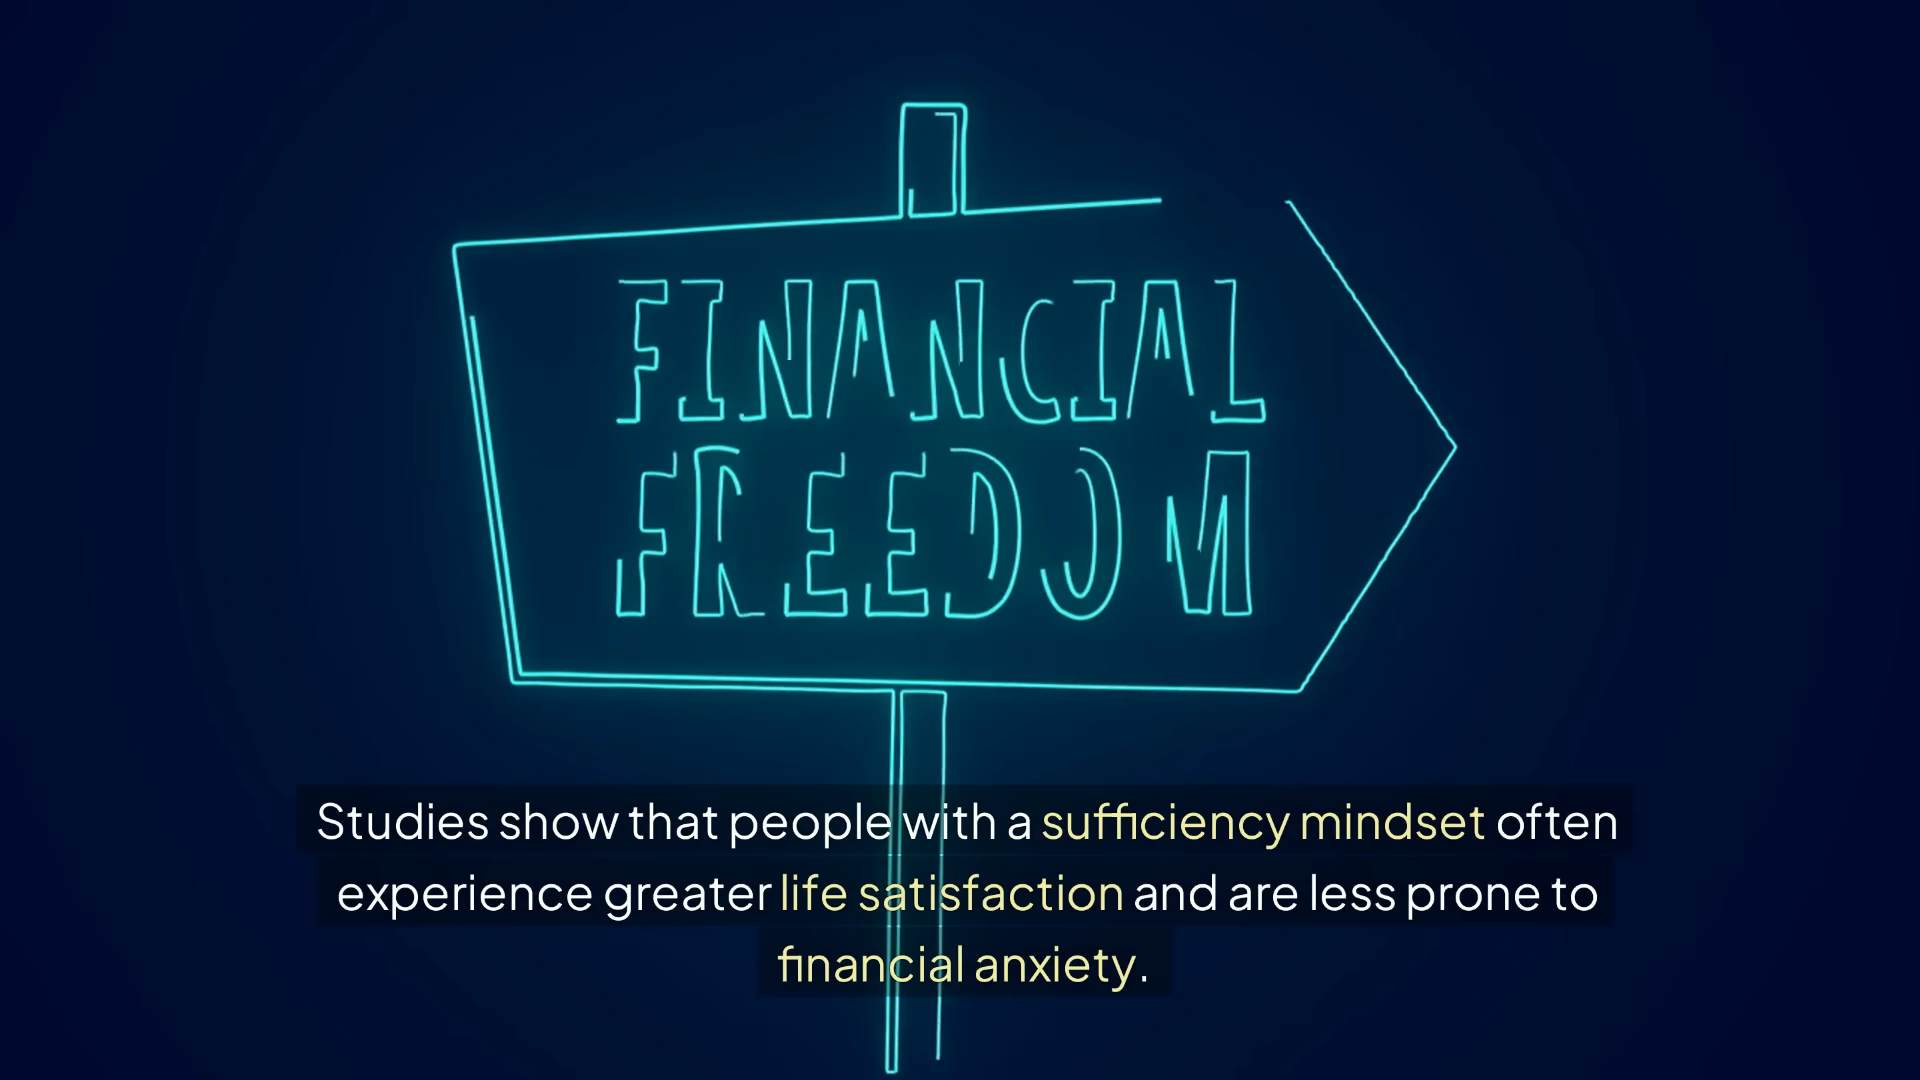 FINANCIAL
FREEDOM
Studies show that people with a sufficiency mindset often
experience greater life satisfaction and are less prone to
financial anxiety.